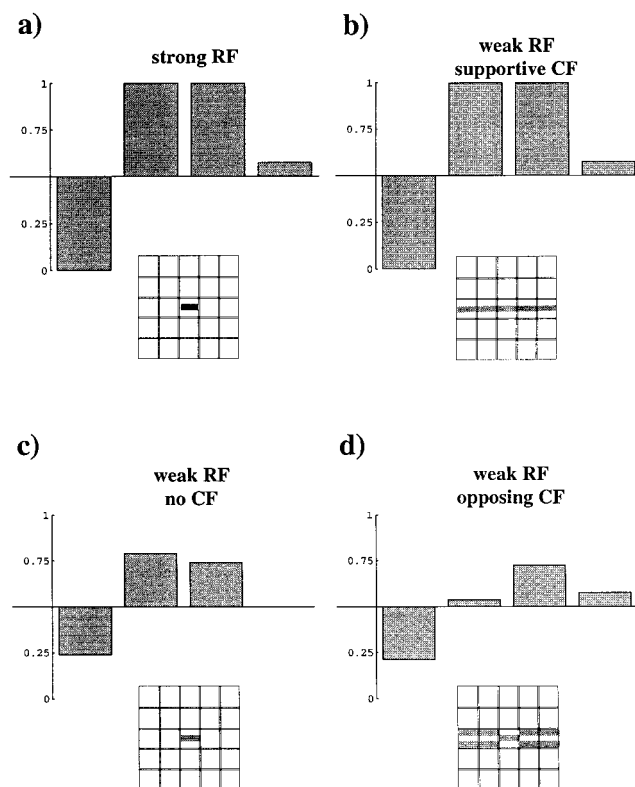 a)
strong RF
1
0.75
0.25
0
b)
weak RF
supportive CF
1
0.75
0.25
0
c)
weak RF
no CF
1
0.75
0.25
0
d)
weak RF
opposing CF
1
0.75
0.25
0